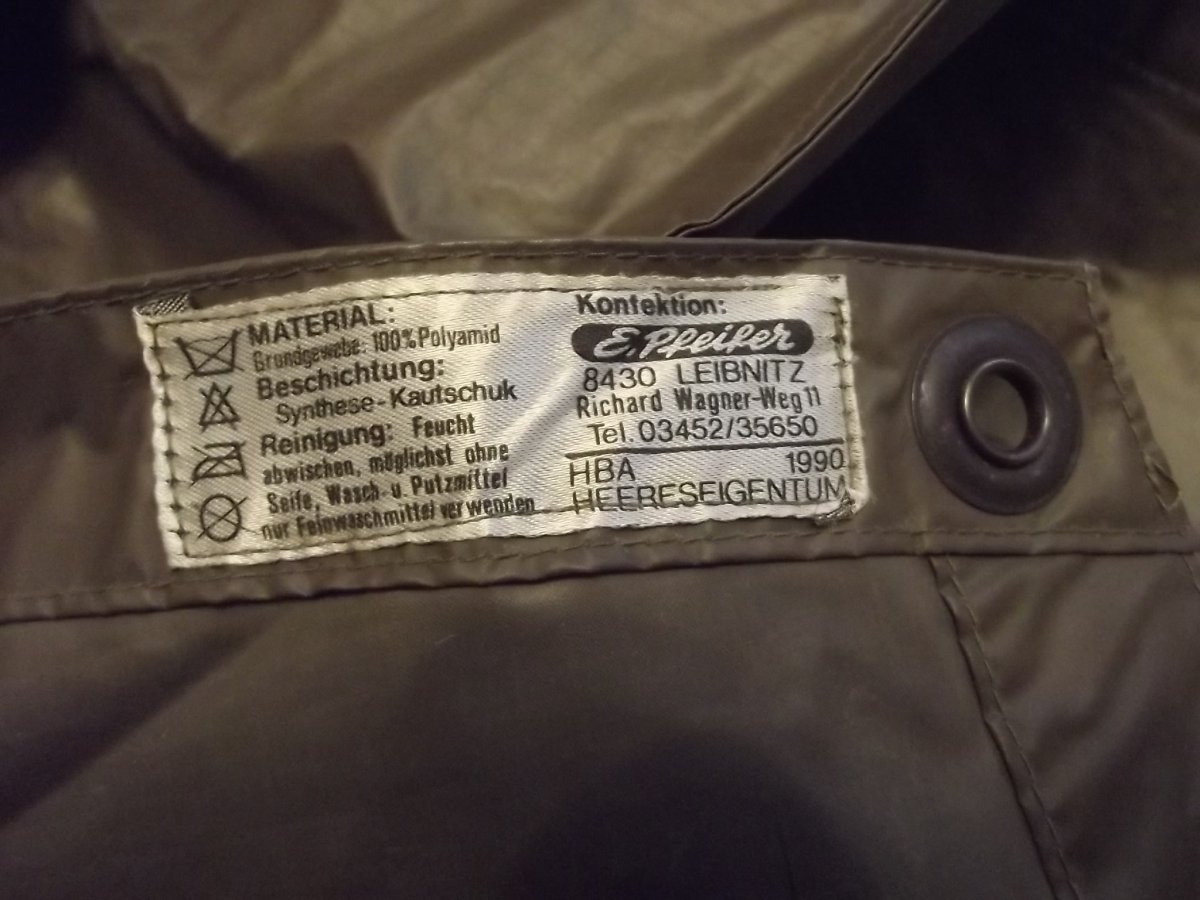 MATERIAL:
Grundgewebe: 100% Polyamid
Beschichtung:
Synthese-Kautschuk
Reinigung: Feucht
abwischen, möglichst ohne
Seife, Wasch- u. Putzmittel
nur Feinwaschmittel verwenden
Konfektion:
E. Pfeifer
8430 LEIBNITZ
Richard Wagner-Weg 11
Tel. 03452/35650
HBA 1990
HEERESEIGENTUM